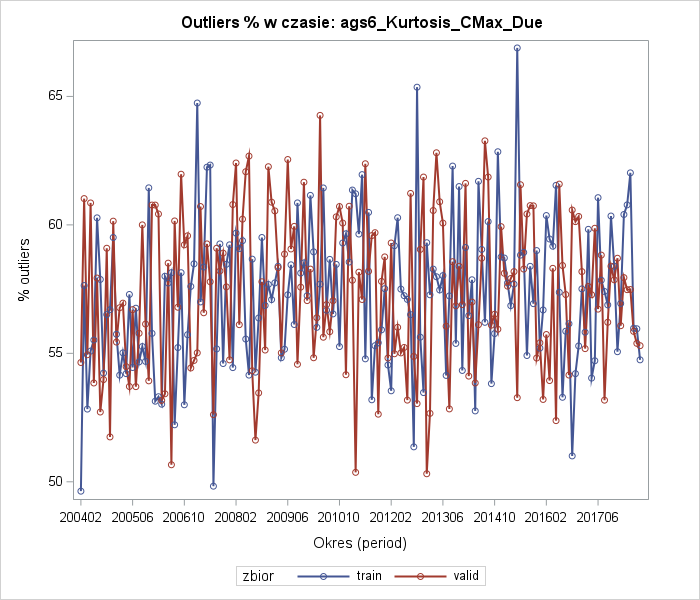 Outliers % w czasie: ags6_Kurtosis_CMax_Due
% outliers
65
60
55
50
200402 200506 200610 200802 200906 201010 201202 201306 201410 201602 201706
Okres (period)
zbior train valid